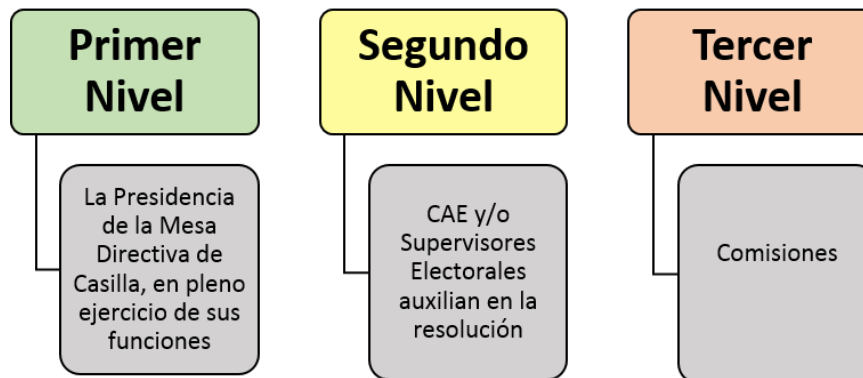 Primer
Nivel
La Presidencia
de la Mesa
Directiva de
Casilla, en pleno
ejercicio de sus
funciones
Segundo
Nivel
CAE y/o
Supervisores
Electorales
auxilian en la
resolución
Tercer
Nivel
Comisiones